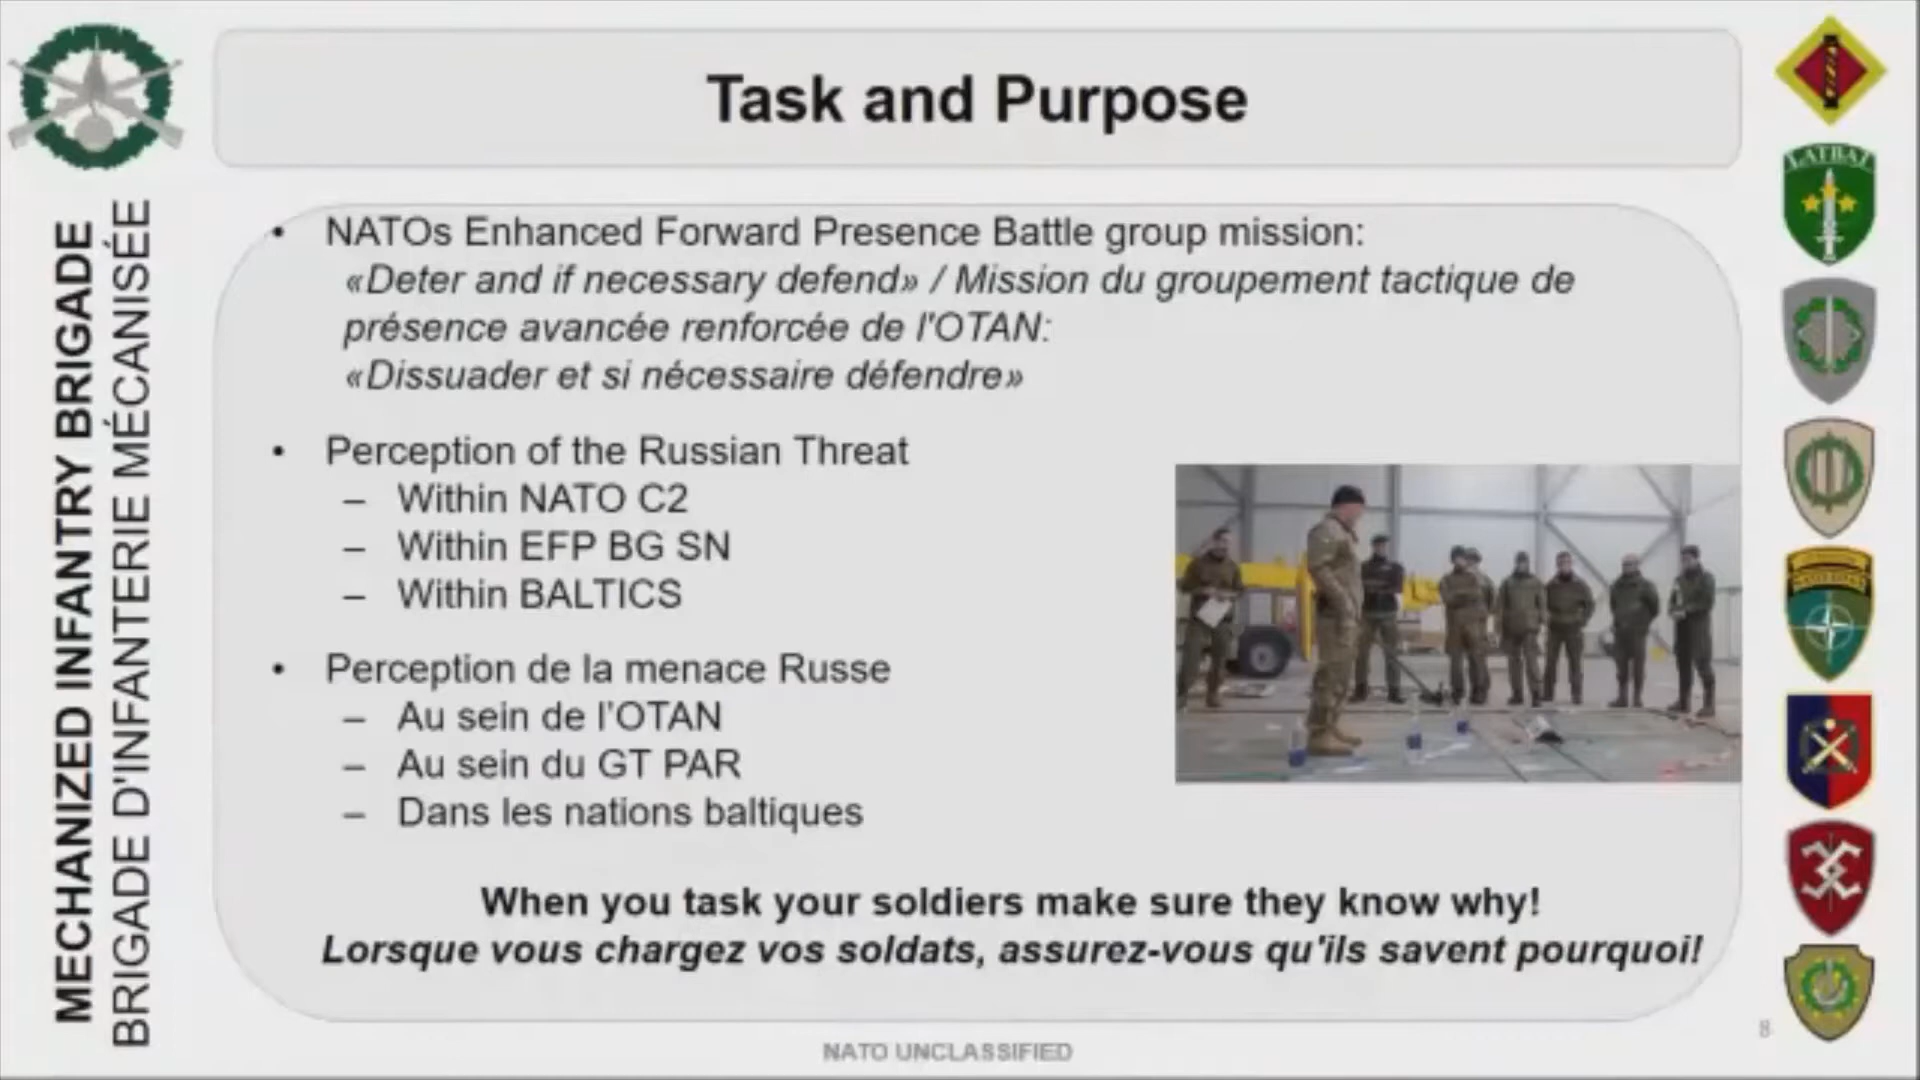 Task and Purpose
MECHANIZED INFANTRY BRIGADE
BRIGADE D'INFANTERIE MÉCANISÉE
• NATOs Enhanced Forward Presence Battle group mission:
«Deter and if necessary defend» / Mission du groupement tactique de
présence avancée renforcée de l'OTAN:
«Dissuader et si nécessaire défendre»
• Perception of the Russian Threat
– Within NATO C2
– Within EFP BG SN
– Within BALTICS
• Perception de la menace Russe
– Au sein de l'OTAN
– Au sein du GT PAR
– Dans les nations baltiques
When you task your soldiers make sure they know why!
Lorsque vous chargez vos soldats, assurez-vous qu'ils savent pourquoi!
LATBAT
8
NATO UNCLASSIFIED